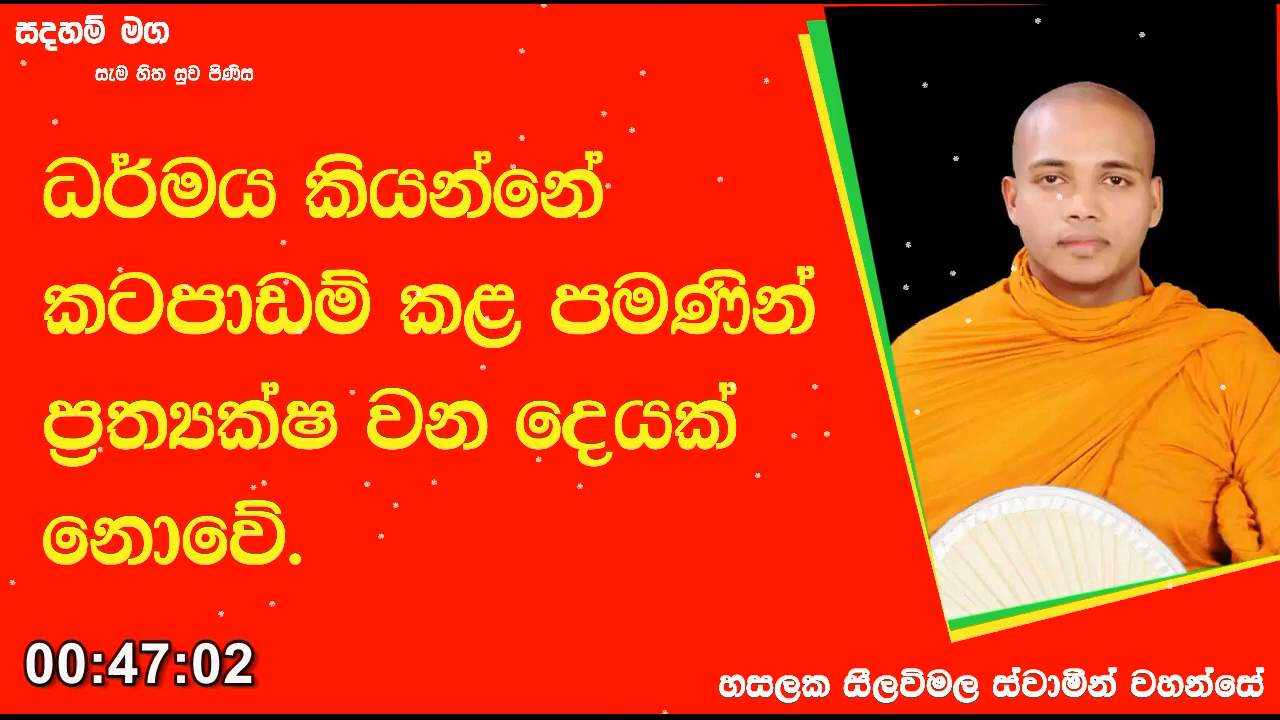 සදහම් මග
සැම හිත සුව පිණිස
ධර්මය කියන්නේ
කටපාඩම් කළ පමණින්
ප්‍රත්‍යක්ෂ වන දෙයක්
නොවේ.
00:47:02
හසලක සීලවිමල ස්වාමීන් වහන්සේ